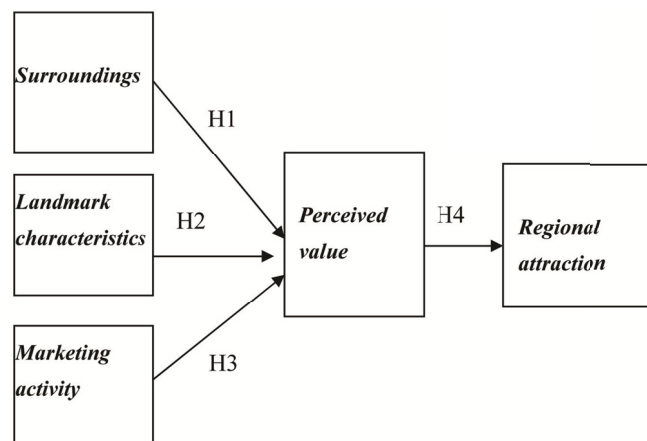 Surroundings
H1
Landmark
characteristics
H2
Perceived
value
H4
Regional
attraction
Marketing
activity
H3